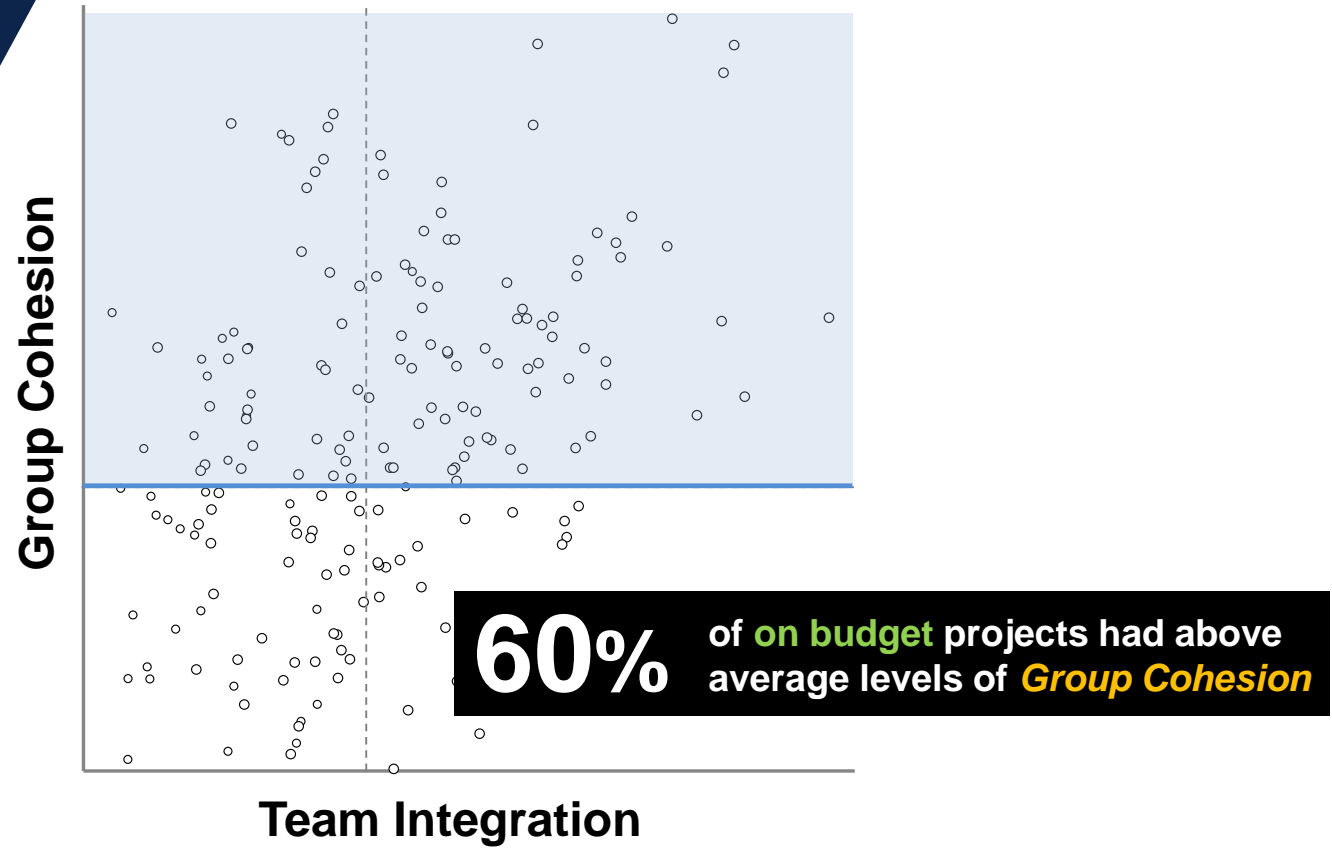 Group Cohesion
60%
of on budget projects had above
average levels of Group Cohesion
Team Integration